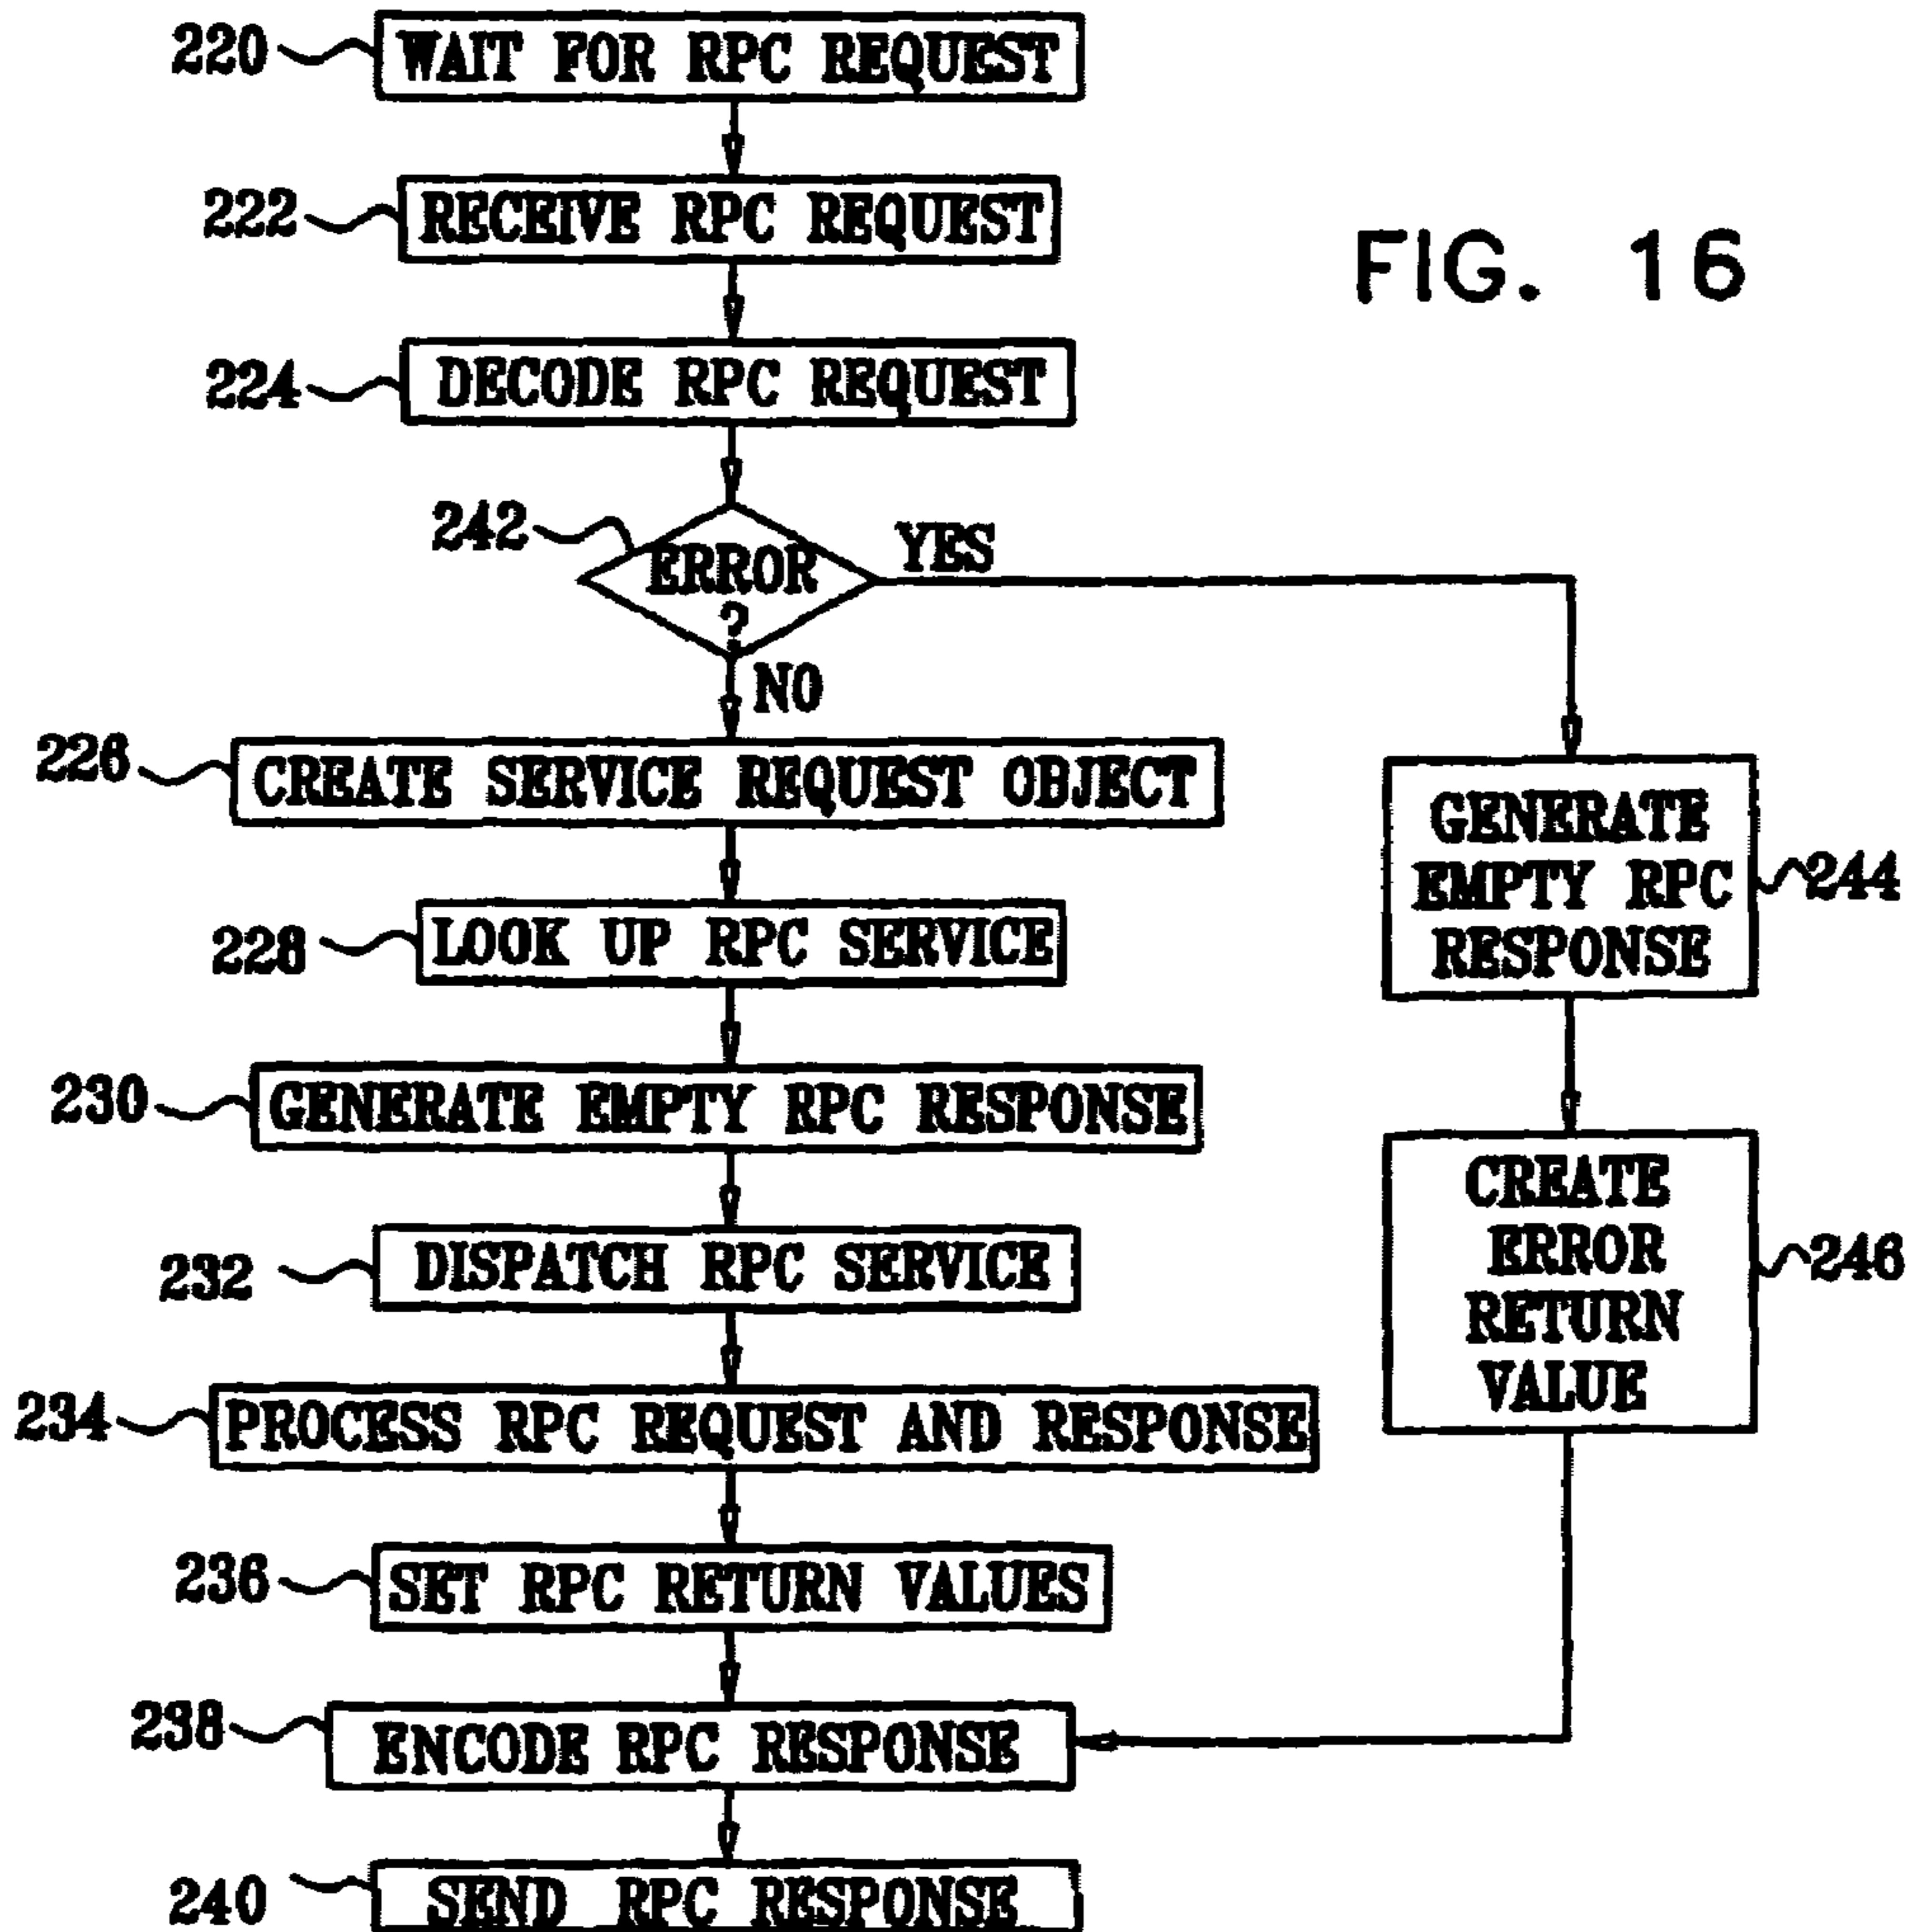 220 WAIT FOR RPC REQUEST
222 RECEIVE RPC REQUEST
FIG. 16
224 DECODE RPC REQUEST
242 ERROR
?
YES
NO
226 CREATE SERVICE REQUEST OBJECT
GENERATE
EMPTY RPC
RESPONSE
244
228 LOOK UP RPC SERVICE
230 GENERATE EMPTY RPC RESPONSE
CREATE
ERROR
RETURN
VALUE
246
232 DISPATCH RPC SERVICE
234 PROCESS RPC REQUEST AND RESPONSE
236 SET RPC RETURN VALUES
238 ENCODE RPC RESPONSE
240 SEND RPC RESPONSE